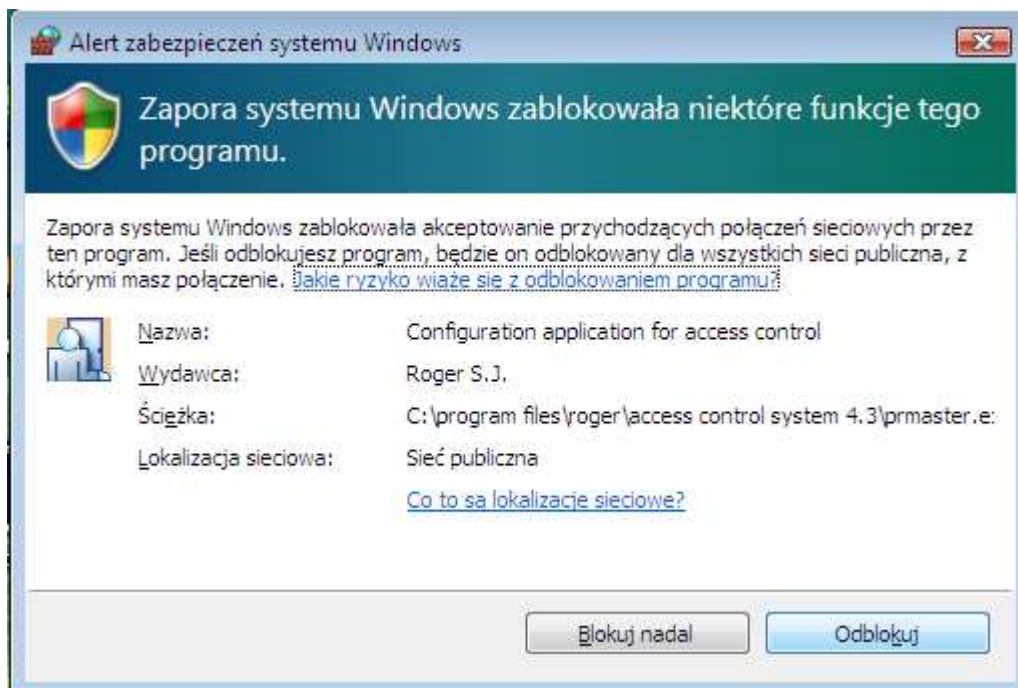 Alert zabezpieczeń systemu Windows
Zapora systemu Windows zablokowała niektóre funkcje tego
programu.
Zapora systemu Windows zablokowała akceptowanie przychodzących połączeń sieciowych przez
ten program. Jeśli odblokujesz program, będzie on odblokowany dla wszystkich sieci publiczna, z
którymi masz połączenie. Jakie ryzyko wiąże się z odblokowaniem programu?
Nazwa: Configuration application for access control
Wydawca: Roger S.J.
Ścieżka: C:\program files\roger\access control system 4.3\prmaster.e
Lokalizacja sieciowa: Sieć publiczna
Co to są lokalizacje sieciowe?
Blokuj nadal Odblokuj